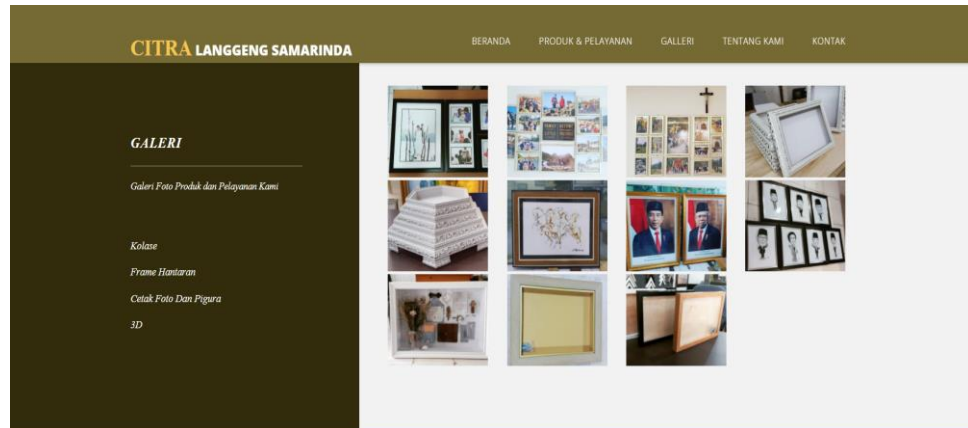 CITRA LANGGENG SAMARINDA
BERANDA PRODUK & PELAYANAN GALLERI TENTANG KAMI KONTAK
GALERI
Galeri Foto Produk dan Pelayanan Kami
Kolase
Frame Hantaran
Cetak Foto Dan Pigura
3D